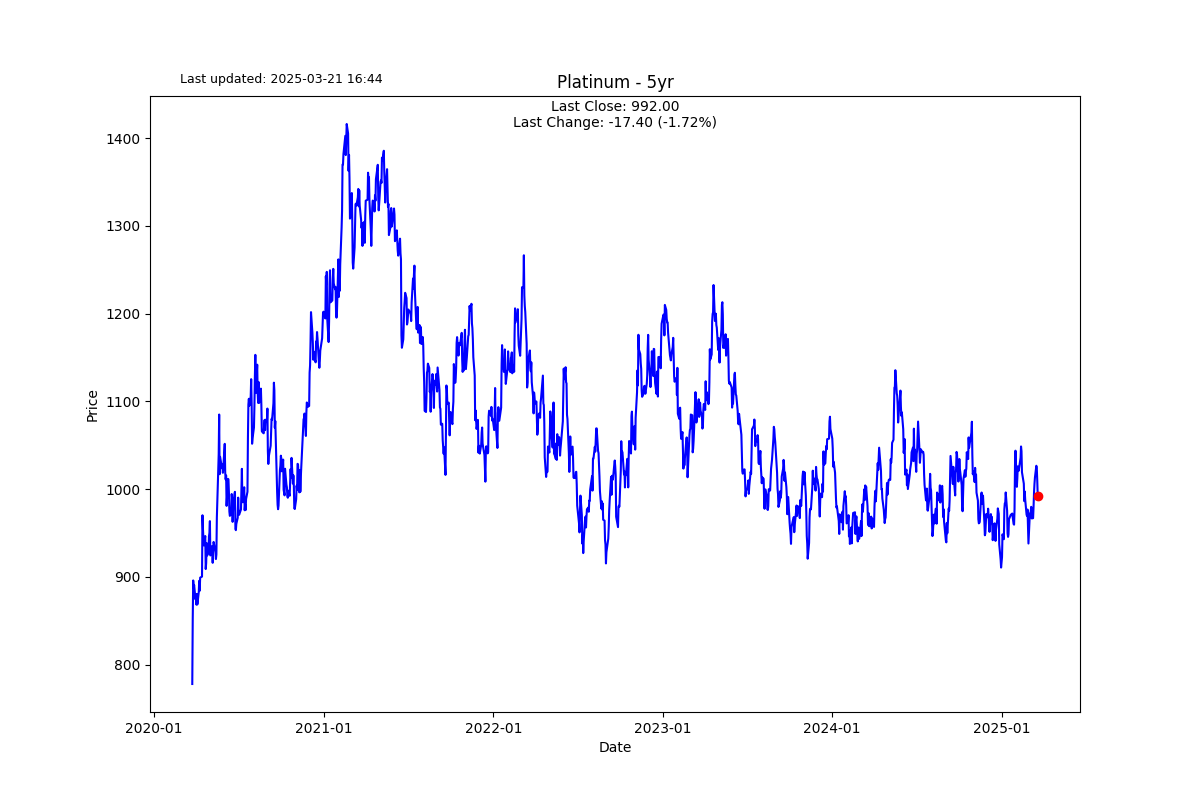 Last updated: 2025-03-21 16:44
Platinum - 5yr
Last Close: 992.00
Last Change: -17.40 (-1.72%)
1400
1300
1200
1100
1000
900
800
Price
2020-01
2021-01
2022-01
2023-01
2024-01
2025-01
Date